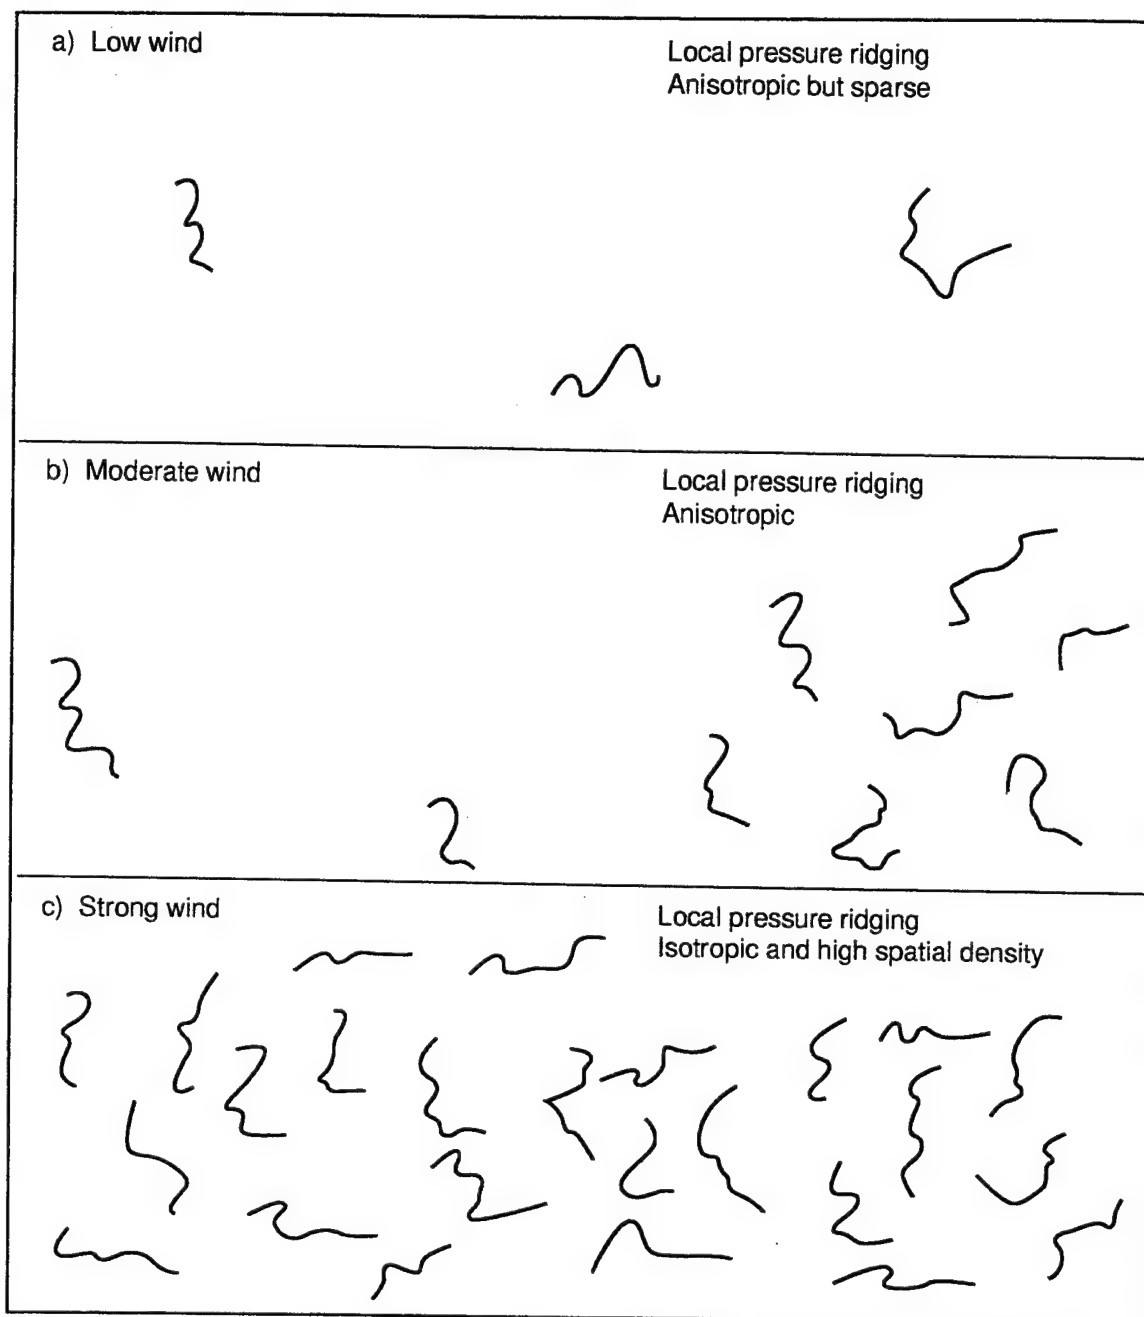 a) Low wind
Local pressure ridging
Anisotropic but sparse
b) Moderate wind
Local pressure ridging
Anisotropic
c) Strong wind
Local pressure ridging
Isotropic and high spatial density